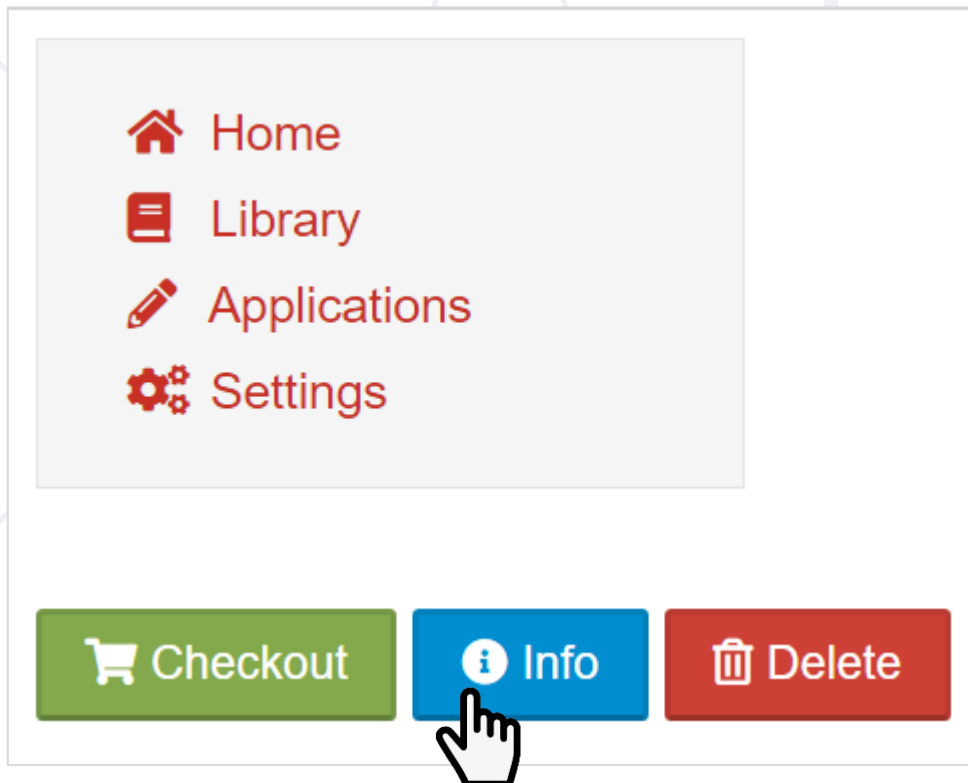 Home
Library
Applications
Settings
Checkout Info Delete